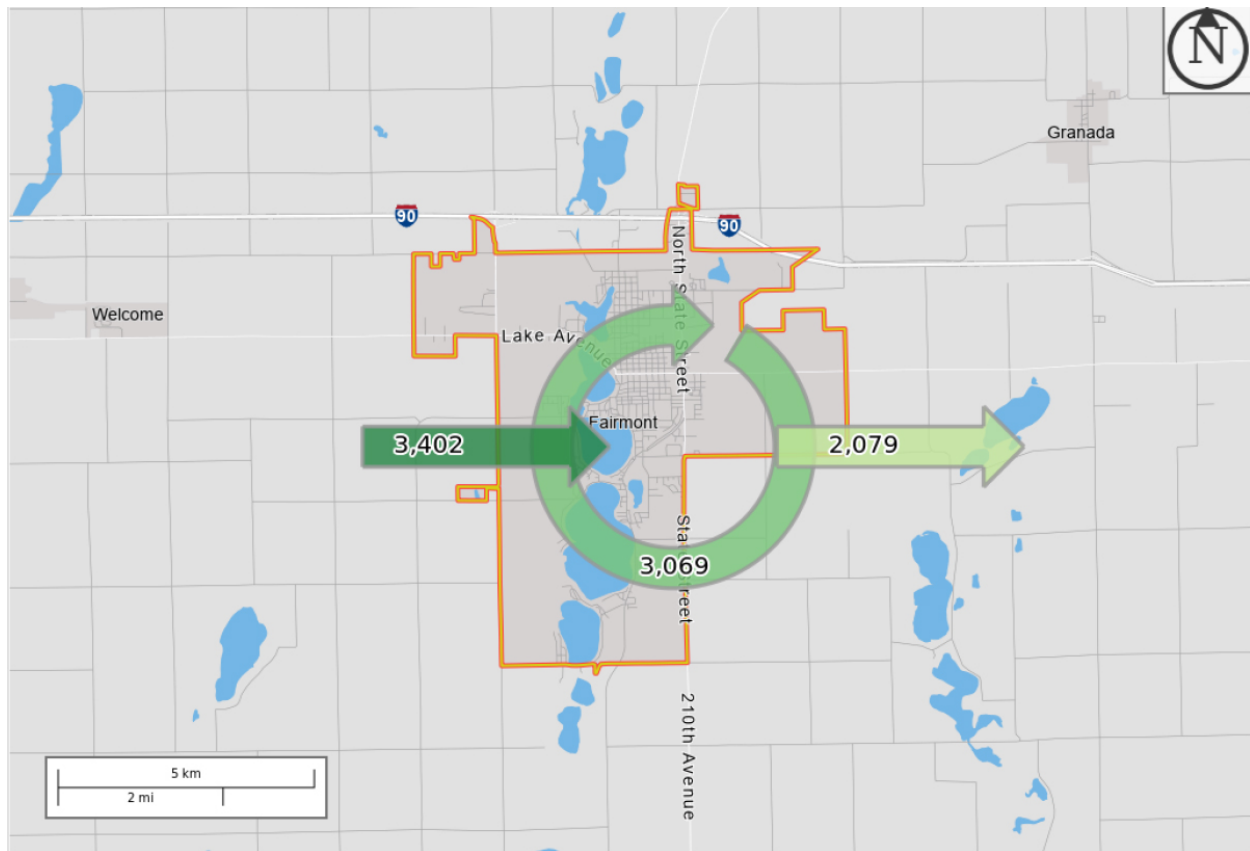 N
Granada
90
90
North State Street
Welcome
Lake Avenue
Fairmont
3,402
2,079
State Street
3,069
210th Avenue
5 km
2 mi